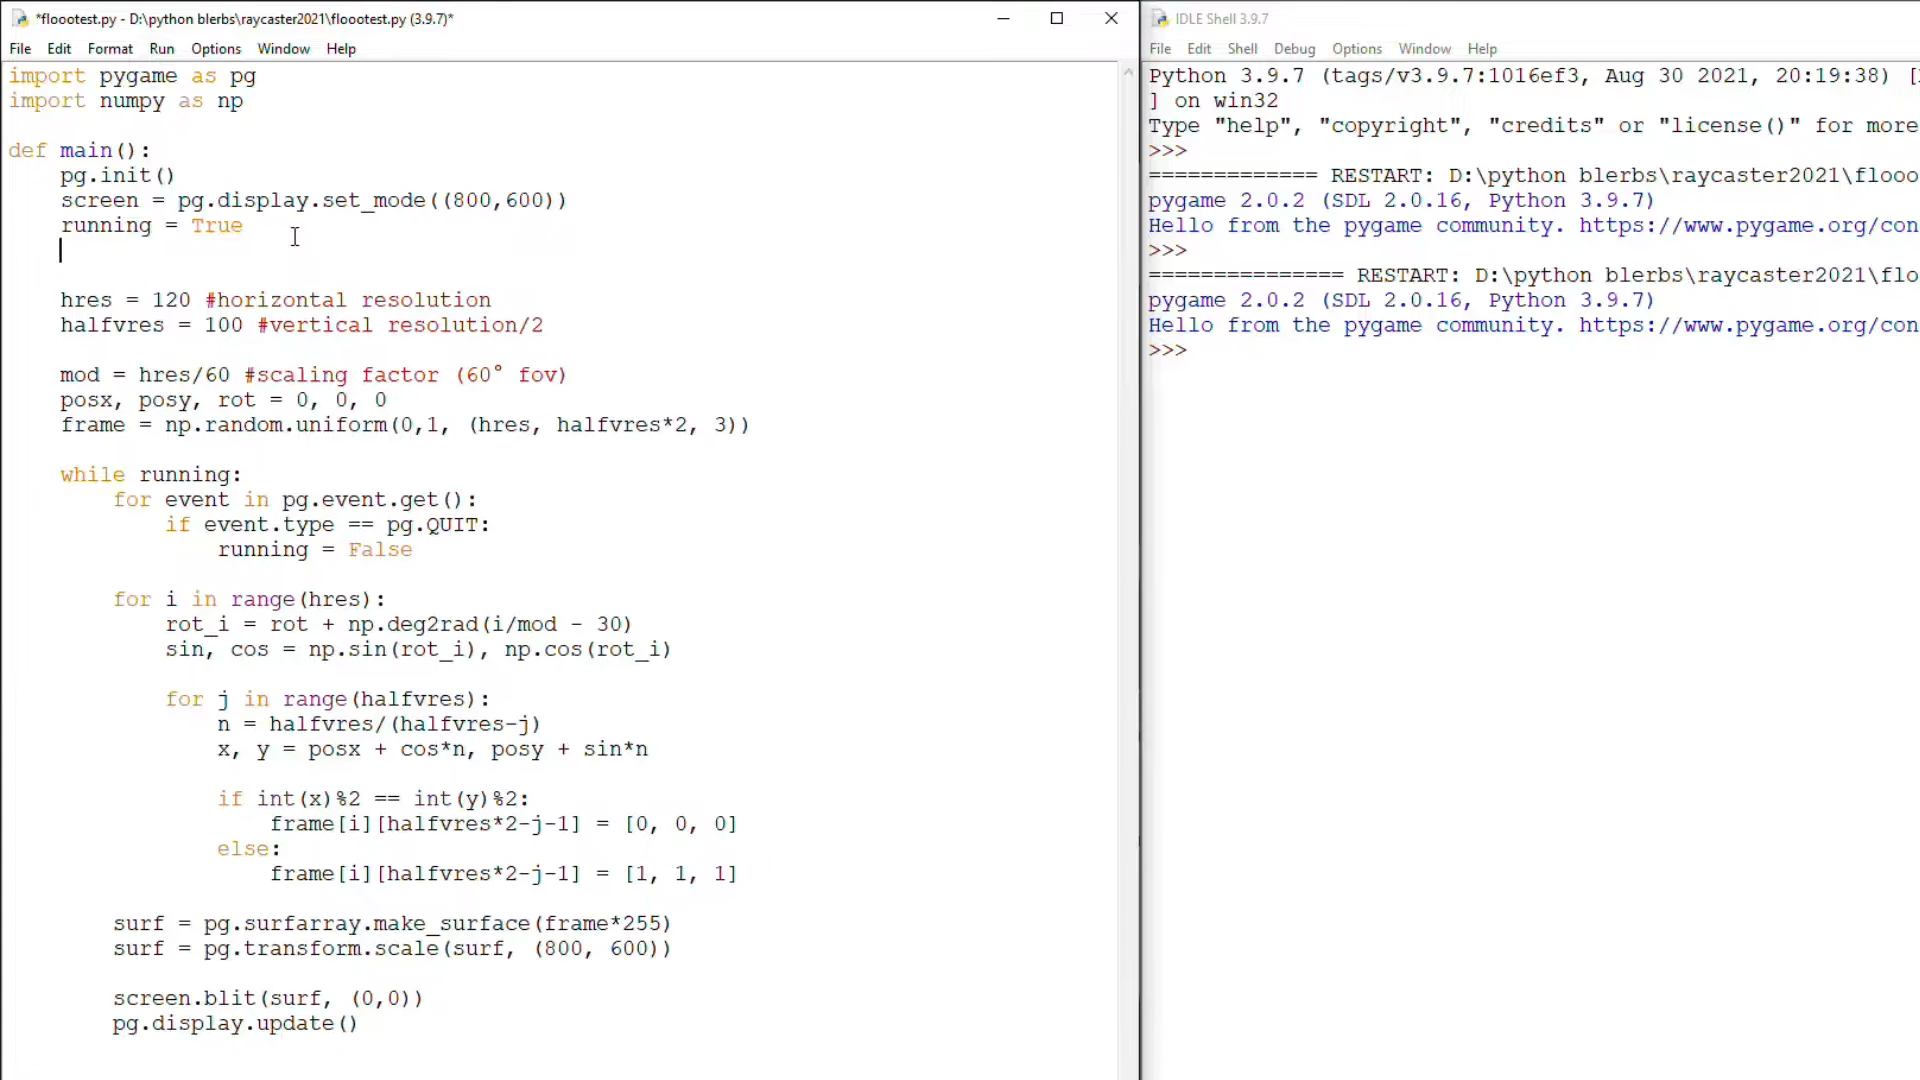 *floootest.py - D:\python blerbs\raycaster2021\floootest.py (3.9.7)*
File Edit Format Run Options Window Help
import pygame as pg
import numpy as np
def main():
    pg.init()
    screen = pg.display.set_mode((800,600))
    running = True
    hres = 120 #horizontal resolution
    halfvres = 100 #vertical resolution/2
    mod = hres/60 #scaling factor (60° fov)
    posx, posy, rot = 0, 0, 0
    frame = np.random.uniform(0,1, (hres, halfvres*2, 3))
    while running:
        for event in pg.event.get():
            if event.type == pg.QUIT:
                running = False
        for i in range(hres):
            rot_i = rot + np.deg2rad(i/mod - 30)
            sin, cos = np.sin(rot_i), np.cos(rot_i)
            for j in range(halfvres):
                n = halfvres/(halfvres-j)
                x, y = posx + cos*n, posy + sin*n
                if int(x)%2 == int(y)%2:
                    frame[i][halfvres*2-j-1] = [0, 0, 0]
                else:
                    frame[i][halfvres*2-j-1] = [1, 1, 1]
        surf = pg.surfarray.make_surface(frame*255)
        surf = pg.transform.scale(surf, (800, 600))
        screen.blit(surf, (0,0))
        pg.display.update()
IDLE Shell 3.9.7
File Edit Shell Debug Options Window Help
Python 3.9.7 (tags/v3.9.7:1016ef3, Aug 30 2021, 20:19:38) [
] on win32
Type "help", "copyright", "credits" or "license()" for more
>>>
============= RESTART: D:\python blerbs\raycaster2021\flooo
pygame 2.0.2 (SDL 2.0.16, Python 3.9.7)
Hello from the pygame community. https://www.pygame.org/con
>>>
=============== RESTART: D:\python blerbs\raycaster2021\flo
pygame 2.0.2 (SDL 2.0.16, Python 3.9.7)
Hello from the pygame community. https://www.pygame.org/con
>>>